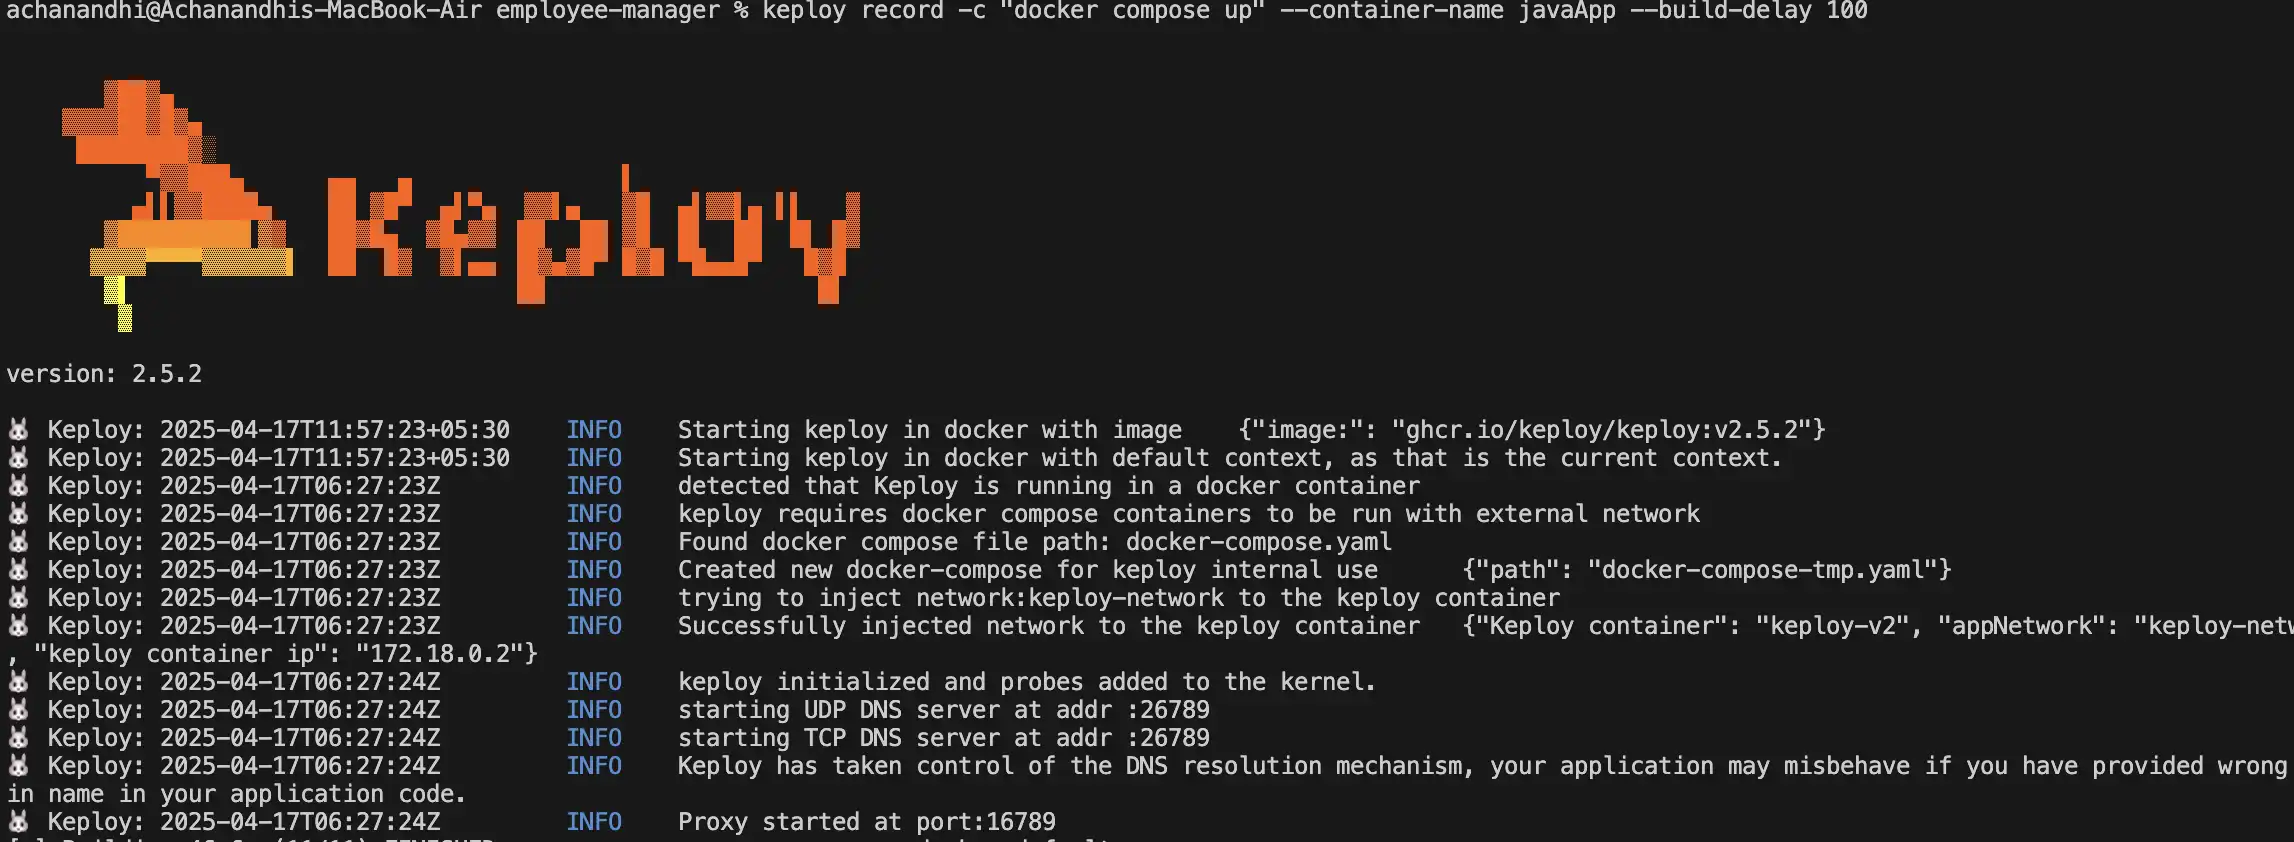 achanandhi@Achanandhis-MacBook-Air employee-manager % keploy record -c "docker compose up" --container-name javaApp --build-delay 100
Keploy
version: 2.5.2
🐰 Keploy: 2025-04-17T11:57:23+05:30 INFO Starting keploy in docker with image {"image:": "ghcr.io/keploy/keploy:v2.5.2"}
🐰 Keploy: 2025-04-17T11:57:23+05:30 INFO Starting keploy in docker with default context, as that is the current context.
🐰 Keploy: 2025-04-17T06:27:23Z INFO detected that Keploy is running in a docker container
🐰 Keploy: 2025-04-17T06:27:23Z INFO keploy requires docker compose containers to be run with external network
🐰 Keploy: 2025-04-17T06:27:23Z INFO Found docker compose file path: docker-compose.yaml
🐰 Keploy: 2025-04-17T06:27:23Z INFO Created new docker-compose for keploy internal use {"path": "docker-compose-tmp.yaml"}
🐰 Keploy: 2025-04-17T06:27:23Z INFO trying to inject network:keploy-network to the keploy container
🐰 Keploy: 2025-04-17T06:27:23Z INFO Successfully injected network to the keploy container {"Keploy container": "keploy-v2", "appNetwork": "keploy-netw
, "keploy container ip": "172.18.0.2"}
🐰 Keploy: 2025-04-17T06:27:24Z INFO keploy initialized and probes added to the kernel.
🐰 Keploy: 2025-04-17T06:27:24Z INFO starting UDP DNS server at addr :26789
🐰 Keploy: 2025-04-17T06:27:24Z INFO starting TCP DNS server at addr :26789
🐰 Keploy: 2025-04-17T06:27:24Z INFO Keploy has taken control of the DNS resolution mechanism, your application may misbehave if you have provided wrong
in name in your application code.
🐰 Keploy: 2025-04-17T06:27:24Z INFO Proxy started at port:16789